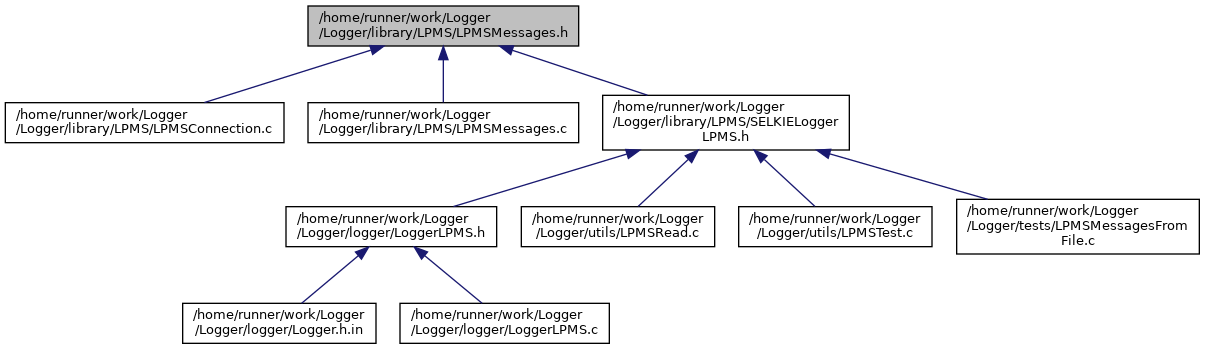 /home/runner/work/Logger
/Logger/library/LPMS/LPMSMessages.h
/home/runner/work/Logger
/Logger/library/LPMS/LPMSConnection.c
/home/runner/work/Logger
/Logger/library/LPMS/LPMSMessages.c
/home/runner/work/Logger
/Logger/library/LPMS/SELKIELogger
LPMS.h
/home/runner/work/Logger
/Logger/logger/LoggerLPMS.h
/home/runner/work/Logger
/Logger/utils/LPMSRead.c
/home/runner/work/Logger
/Logger/utils/LPMSTest.c
/home/runner/work/Logger
/Logger/tests/LPMSMessagesFrom
File.c
/home/runner/work/Logger
/Logger/logger/Logger.h.in
/home/runner/work/Logger
/Logger/logger/LoggerLPMS.c